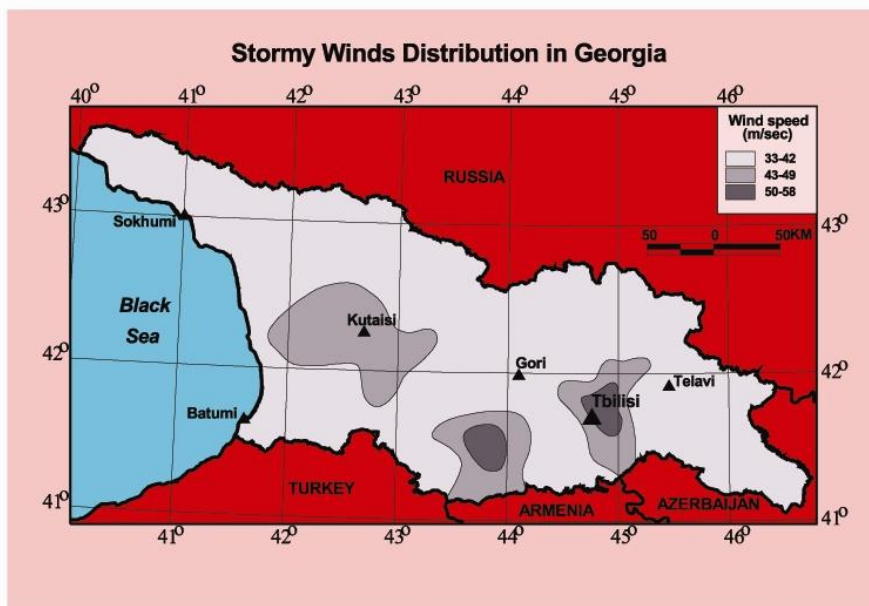 Stormy Winds Distribution in Georgia
40⁰ 41⁰ 42⁰ 43⁰ 44⁰ 45⁰ 46⁰
Wind speed
(m/sec)
33-42
43-49
50-58
RUSSIA
43⁰ 43⁰
Sokhumi
50 0 50KM
Black
Sea
Kutaisi
42⁰ 42⁰
Gori
Telavi
Tbilisi
Batumi
TURKEY
41⁰ 41⁰
ARMENIA
AZERBAIJAN
41⁰ 42⁰ 43⁰ 44⁰ 45⁰ 46⁰